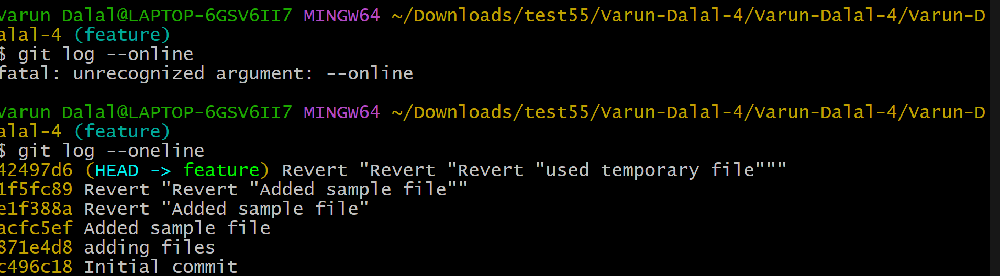 Varun Dalal@LAPTOP-6GSV6II7 MINGW64 ~/Downloads/test55/Varun-Dalal-4/Varun-Dalal-4/Varun-D
alal-4 (feature)
$ git log --online
fatal: unrecognized argument: --online
Varun Dalal@LAPTOP-6GSV6II7 MINGW64 ~/Downloads/test55/Varun-Dalal-4/Varun-Dalal-4/Varun-D
alal-4 (feature)
$ git log --oneline
42497d6 (HEAD -> feature) Revert "Revert "Revert "used temporary file"""
1f5fc89 Revert "Revert "Added sample file""
e1f388a Revert "Added sample file"
acfc5ef Added sample file
871e4d8 adding files
c496c18 Initial commit